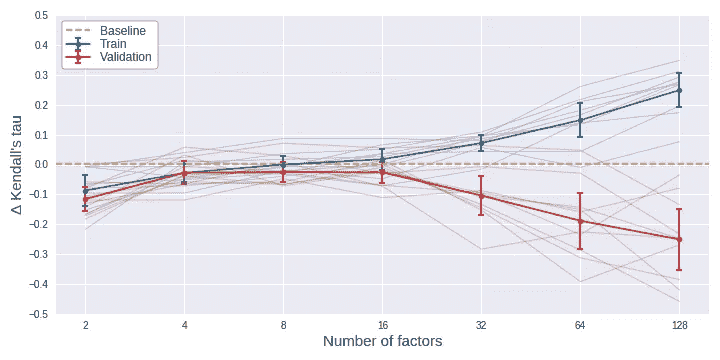 Baseline
Train
Validation
0.5
0.4
0.3
0.2
0.1
0.0
−0.1
−0.2
−0.3
−0.4
−0.5
Δ Kendall's tau
2 4 8 16 32 64 128
Number of factors